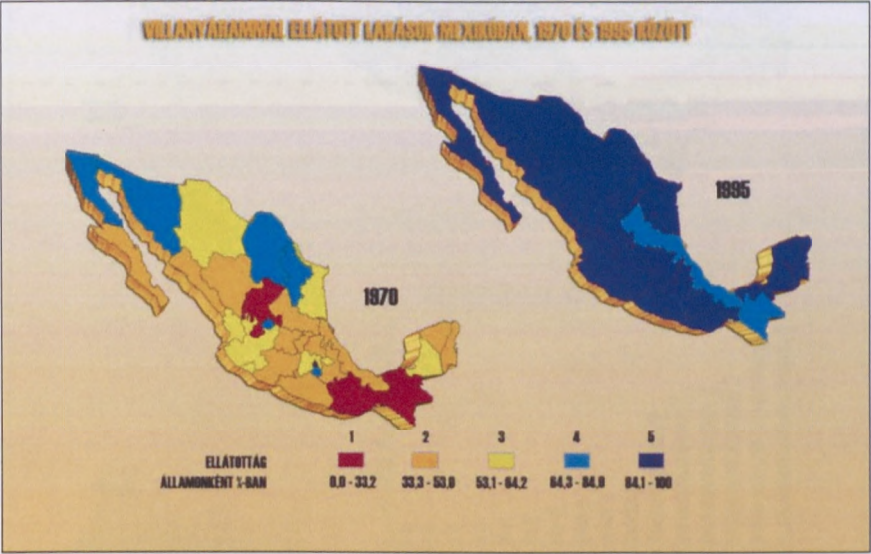 VILLANYÁRAMMAL ELLÁTOTT LAKÁSOK MEXIKÓBAN, 1970 ÉS 1995 KÖZÖTT
1995
1970
1 2 3 4 5
ELLÁTOTTÁG
ÁLLAMONKÉNT %-BAN 0,0 - 33,2 33,3 - 53,0 53,1 - 64,2 64,3 - 84,0 84,1 - 100